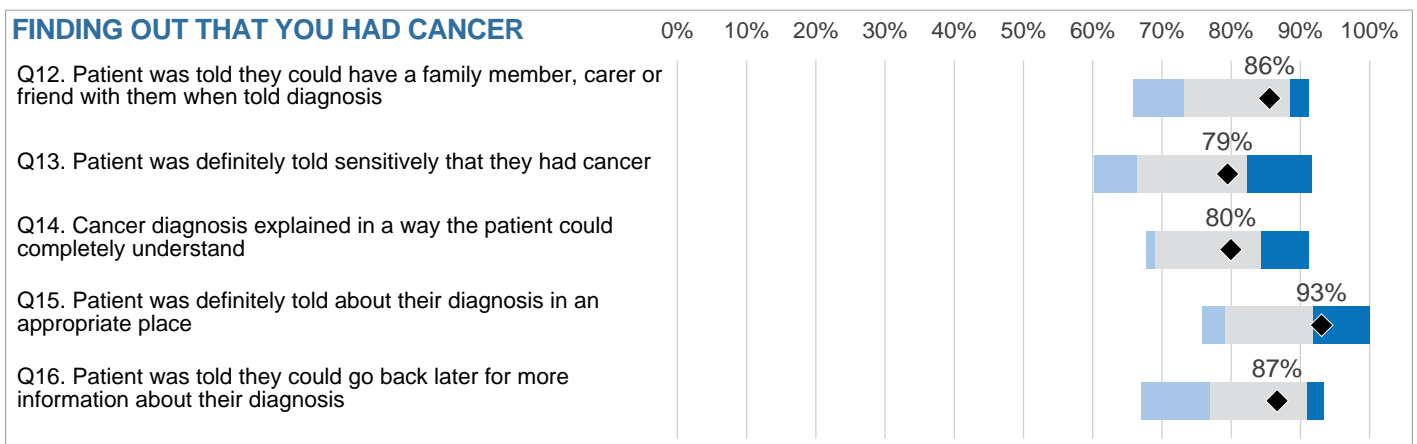 FINDING OUT THAT YOU HAD CANCER
0% 10% 20% 30% 40% 50% 60% 70% 80% 90% 100%
Q12. Patient was told they could have a family member, carer or
friend with them when told diagnosis
86%
Q13. Patient was definitely told sensitively that they had cancer
79%
Q14. Cancer diagnosis explained in a way the patient could
completely understand
80%
Q15. Patient was definitely told about their diagnosis in an
appropriate place
93%
Q16. Patient was told they could go back later for more
information about their diagnosis
87%